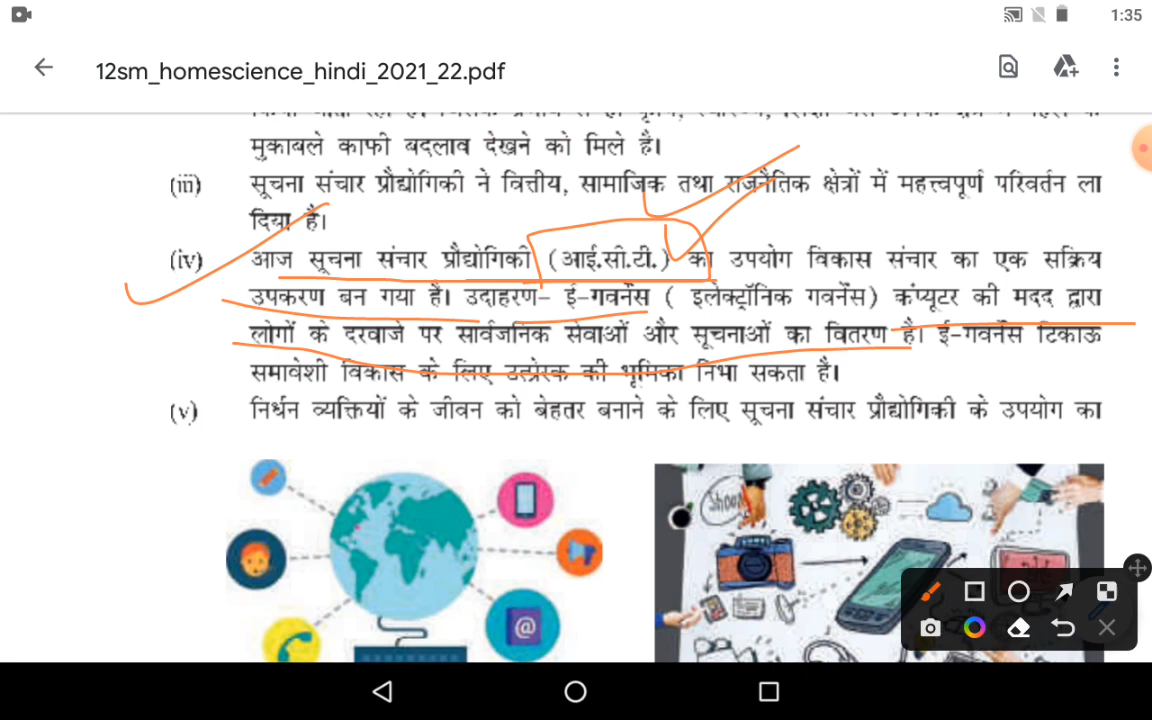 1:35
12sm_homescience_hindi_2021_22.pdf
मुकाबले काफी बदलाव देखने को मिले है।
(iii) सूचना संचार प्रौद्योगिकी ने वित्तीय, सामाजिक तथा राजनैतिक क्षेत्रों में महत्त्वपूर्ण परिवर्तन ला
दिया है।
(iv) आज सूचना संचार प्रौद्योगिकी (आई.सी.टी.) का उपयोग विकास संचार का एक सक्रिय
उपकरण बन गया है। उदाहरण– ई-गवर्नेंस ( इलेक्ट्रॉनिक गवर्नेंस) कंप्यूटर की मदद द्वारा
लोगों के दरवाजे पर सार्वजनिक सेवाओं और सूचनाओं का वितरण है। ई-गवर्नेंस टिकाऊ
समावेशी विकास के लिए उत्प्रेरक की भूमिका निभा सकता है।
(v) निर्धन व्यक्तियों के जीवन को बेहतर बनाने के लिए सूचना संचार प्रौद्योगिकी के उपयोग का
@